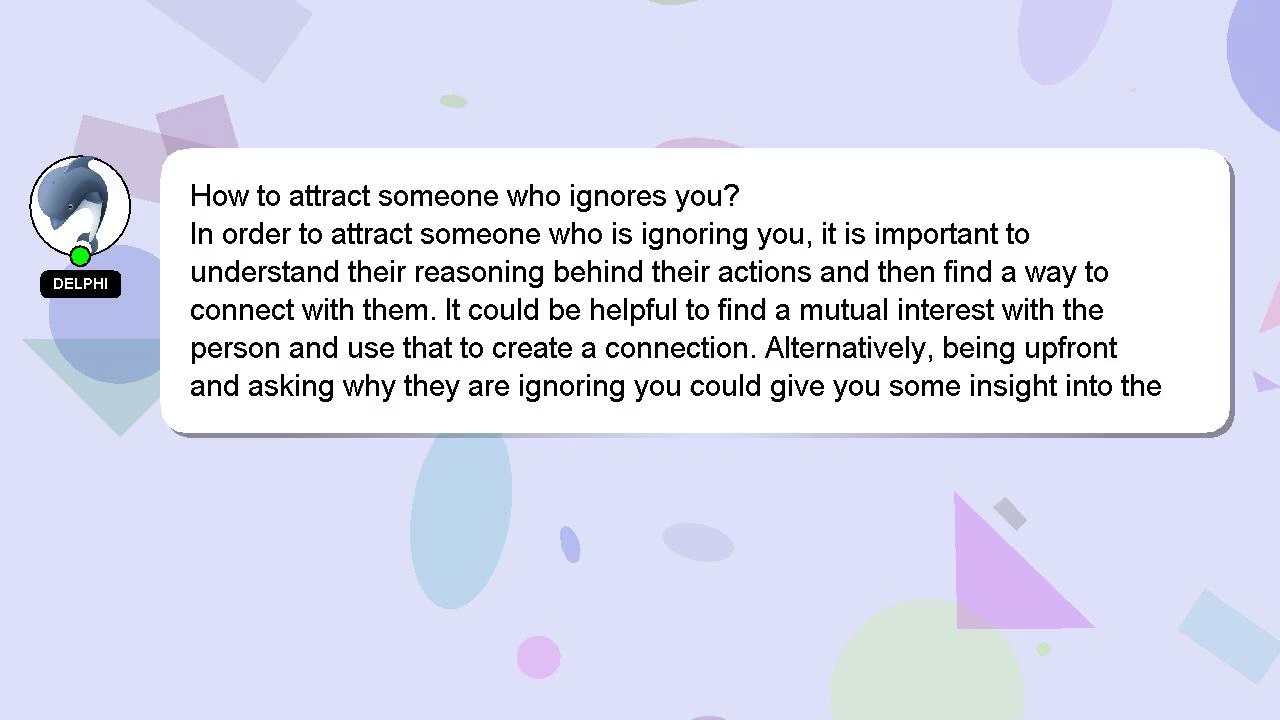 How to attract someone who ignores you?
In order to attract someone who is ignoring you, it is important to
understand their reasoning behind their actions and then find a way to
connect with them. It could be helpful to find a mutual interest with the
person and use that to create a connection. Alternatively, being upfront
and asking why they are ignoring you could give you some insight into the
DELPHI